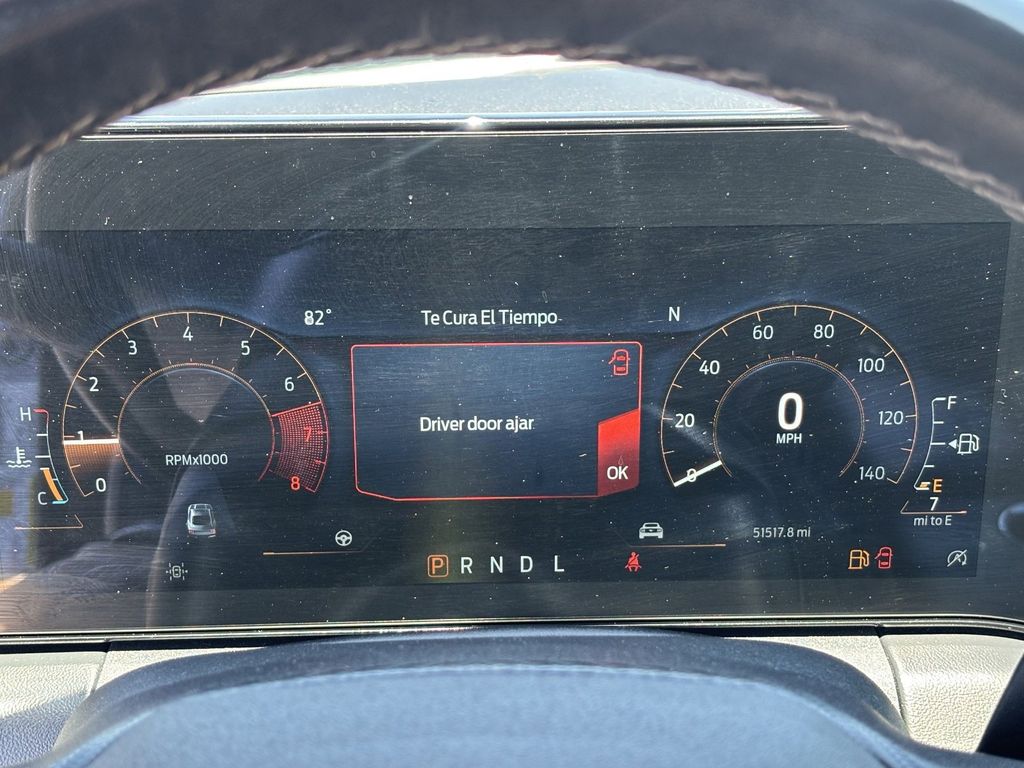 82° Te Cura El Tiempo N
Driver door ajar
OK
H
C
0 1 2 3 4 5 6 7 8
RPMx1000
0 20 40 60 80 100 120 140
0
MPH
F
E
7
mi to E
51517.8 mi
P R N D L